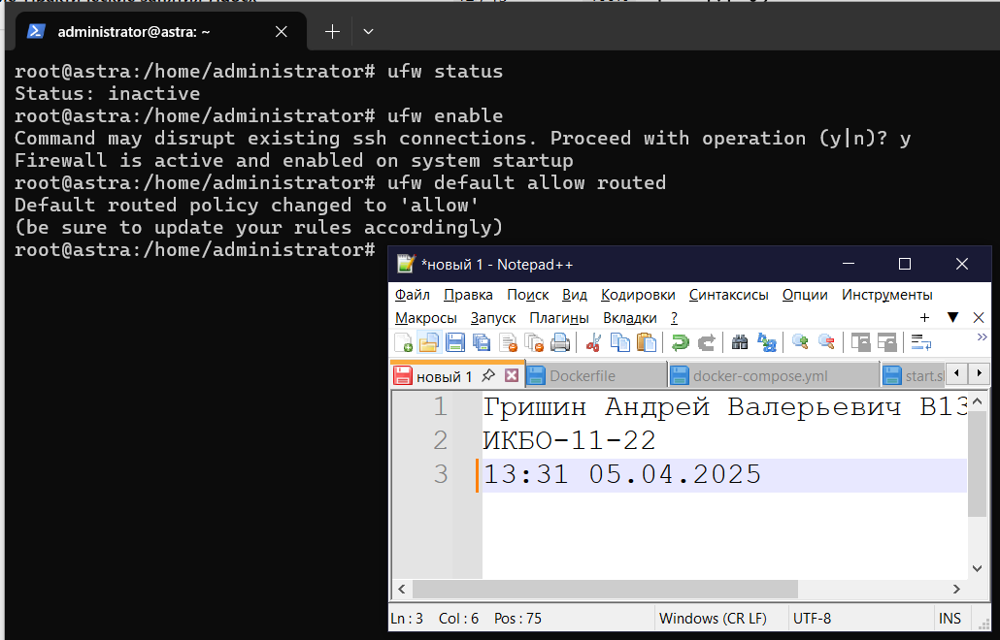 administrator@astra: ~
root@astra:/home/administrator# ufw status
Status: inactive
root@astra:/home/administrator# ufw enable
Command may disrupt existing ssh connections. Proceed with operation (y|n)? y
Firewall is active and enabled on system startup
root@astra:/home/administrator# ufw default allow routed
Default routed policy changed to 'allow'
(be sure to update your rules accordingly)
root@astra:/home/administrator#
*новый 1 - Notepad++
Файл Правка Поиск Вид Кодировки Синтаксисы Опции Инструменты
Макросы Запуск Плагины Вкладки ?
новый 1 Dockerfile docker-compose.yml start.s
1 Гришин Андрей Валерьевич В13
2 ИКБО-11-22
3 13:31 05.04.2025
Ln : 3 Col : 6 Pos : 75 Windows (CR LF) UTF-8 INS